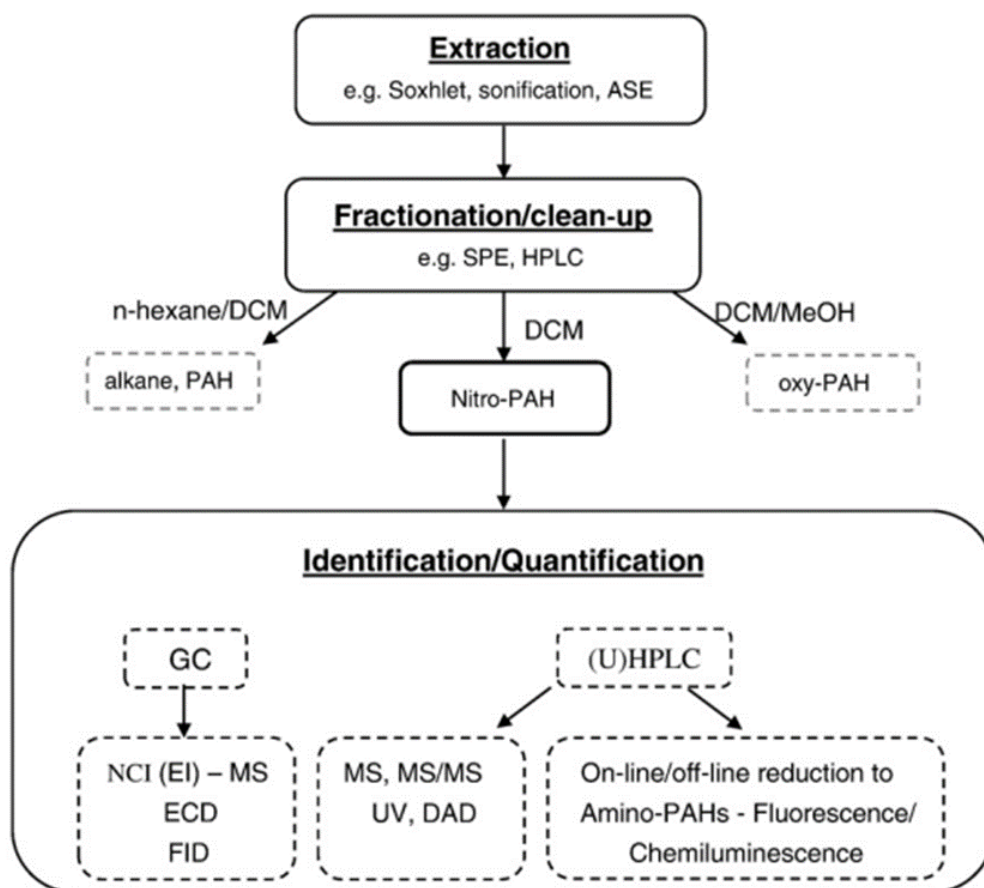 Extraction
e.g. Soxhlet, sonification, ASE
Fractionation/clean-up
e.g. SPE, HPLC
n-hexane/DCM
DCM
DCM/MeOH
alkane, PAH
Nitro-PAH
oxy-PAH
Identification/Quantification
GC
(U)HPLC
NCI (EI) – MS
ECD
FID
MS, MS/MS
UV, DAD
On-line/off-line reduction to
Amino-PAHs - Fluorescence/
Chemiluminescence